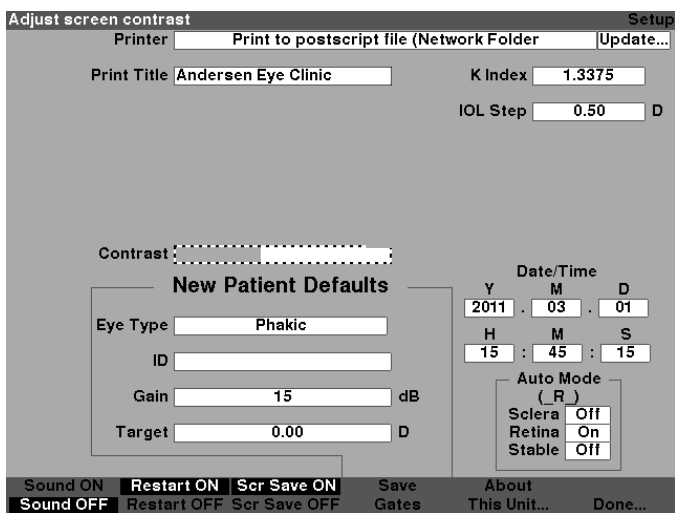 Adjust screen contrast Setup
Printer Print to postscript file (Network Folder Update...
Print Title Andersen Eye Clinic K Index 1.3375
IOL Step 0.50 D
Contrast
New Patient Defaults
Date/Time
Y M D
2011 . 03 . 01
Eye Type Phakic
H M S
15 : 45 : 15
ID
Auto Mode
(_R_)
Gain 15 dB
Sclera Off
Target 0.00 D
Retina On
Stable Off
Sound ON Restart ON Scr Save ON Save About
Sound OFF Restart OFF Scr Save OFF Gates This Unit... Done...